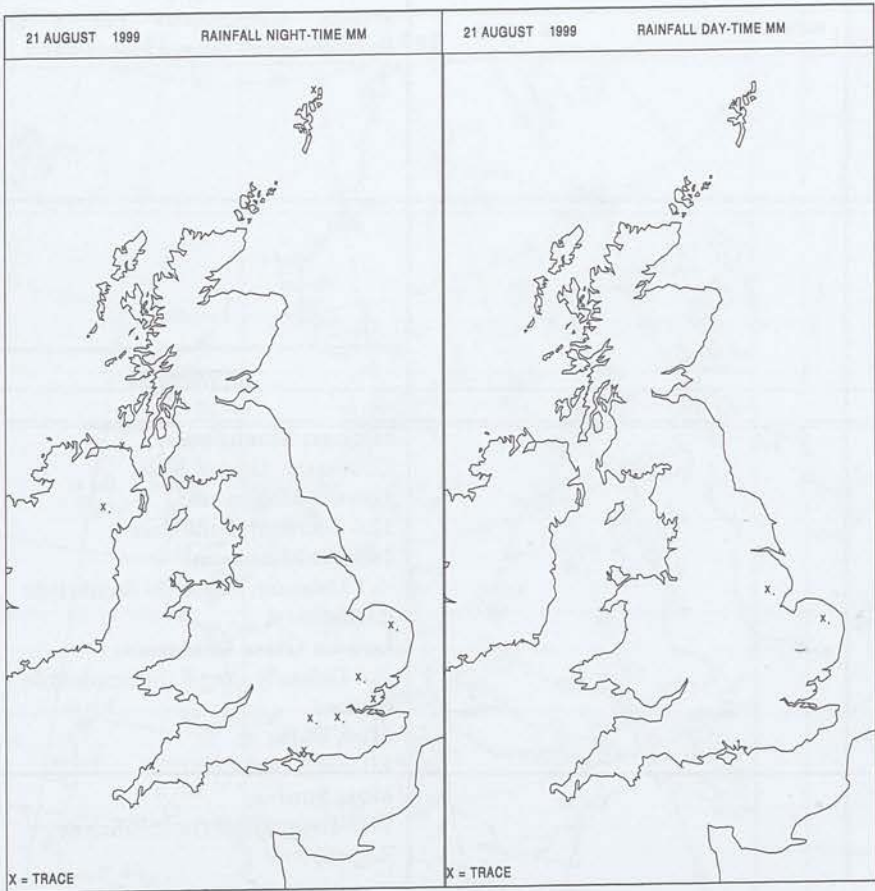 21 AUGUST 1999 RAINFALL NIGHT-TIME MM
X
X.
X.
X.
X
X. X.
X
X = TRACE
21 AUGUST 1999 RAINFALL DAY-TIME MM
X.
X.
X = TRACE